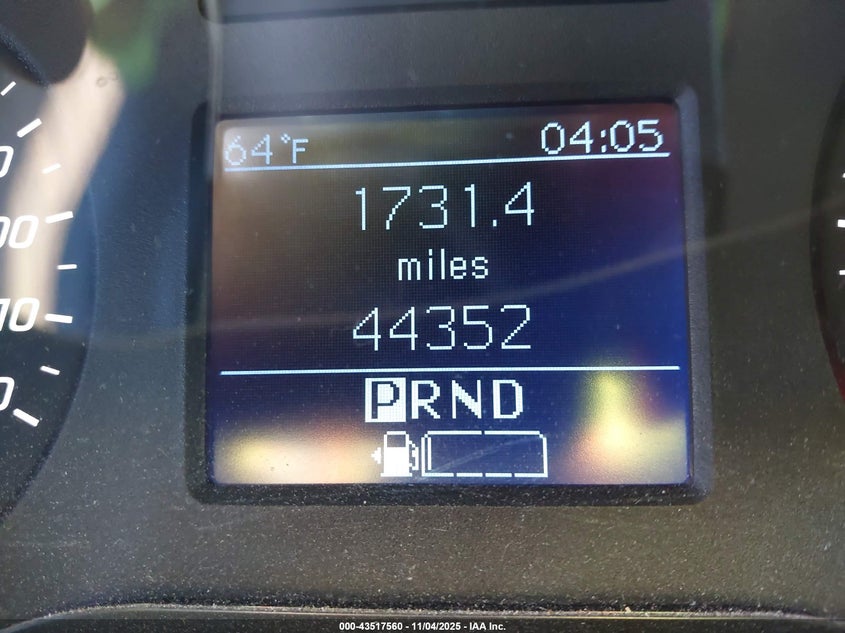 64°F 04:05
1731.4
miles
44352
PRND
000-43517560 - 11/04/2025 - IAA Inc.